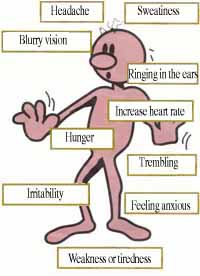 Headache
Sweatiness
Blurry vision
Ringing in the ears
Increase heart rate
Hunger
Trembling
Irritability
Feeling anxious
Weakness or tiredness